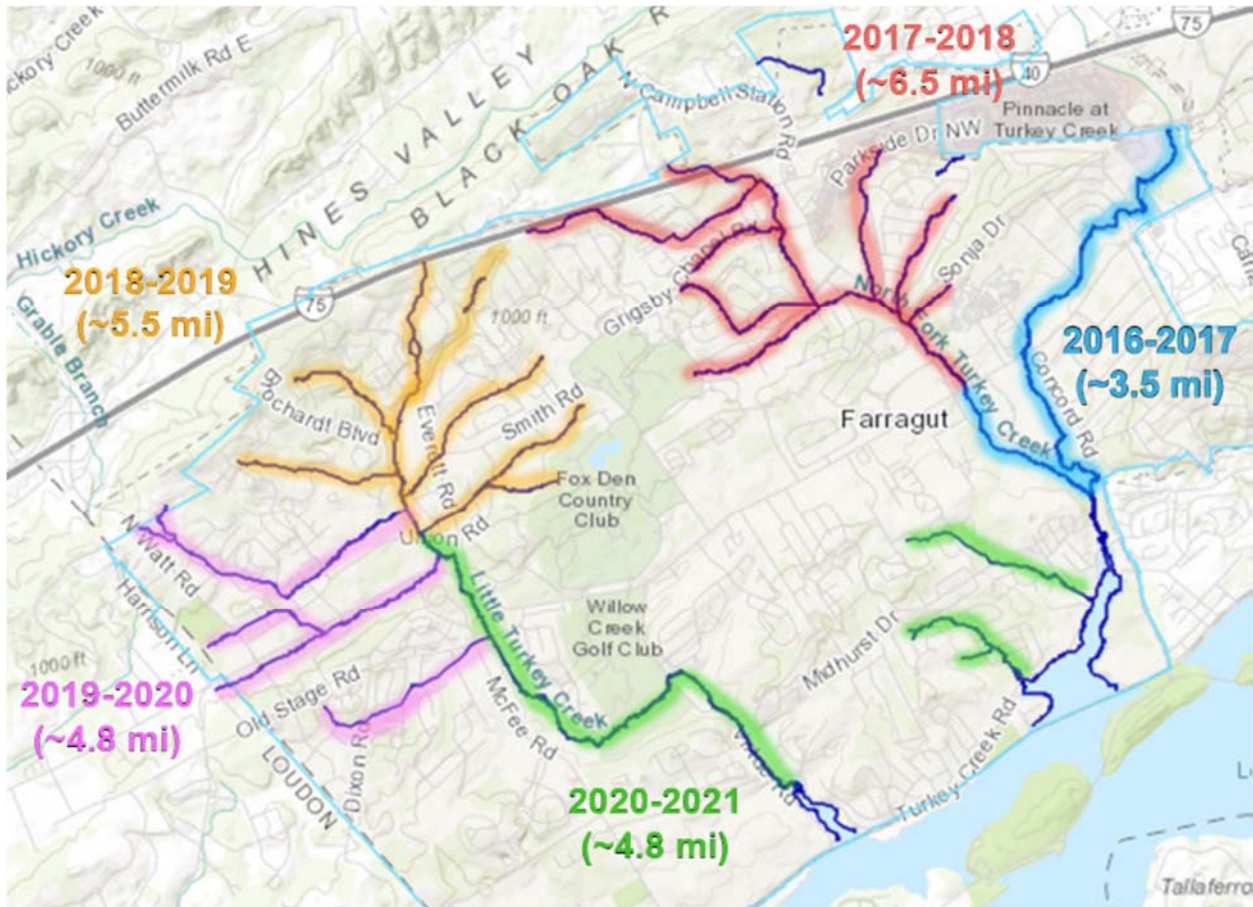 ckory Creek
1000 ft
Buttermilk Rd E
HINES VALLEY
BLACK OAK R
N Campbell Station Rd
2017-2018
(~6.5 mi)
75
40
Pinnacle at
Turkey Creek
Parkside Dr NW
Hickory Creek
Grable Branch
2018-2019
(~5.5 mi)
75
1000 ft
Grigsby Chapel Rd
Sonja Dr
North Fork Turkey Creek
Concord Rd
2016-2017
(~3.5 mi)
Bochardt Blvd
Everett Rd
Smith Rd
Farragut
Fox Den
Country
Club
Union Rd
N Watt Rd
Harrison Ln
1000 ft
Little Turkey Creek
Willow
Creek
Golf Club
Midhurst Dr
2019-2020
(~4.8 mi)
Old Stage Rd
Dixon Rd
McFee Rd
LOUDON
Turkey Creek Rd
2020-2021
(~4.8 mi)
Tallaferro